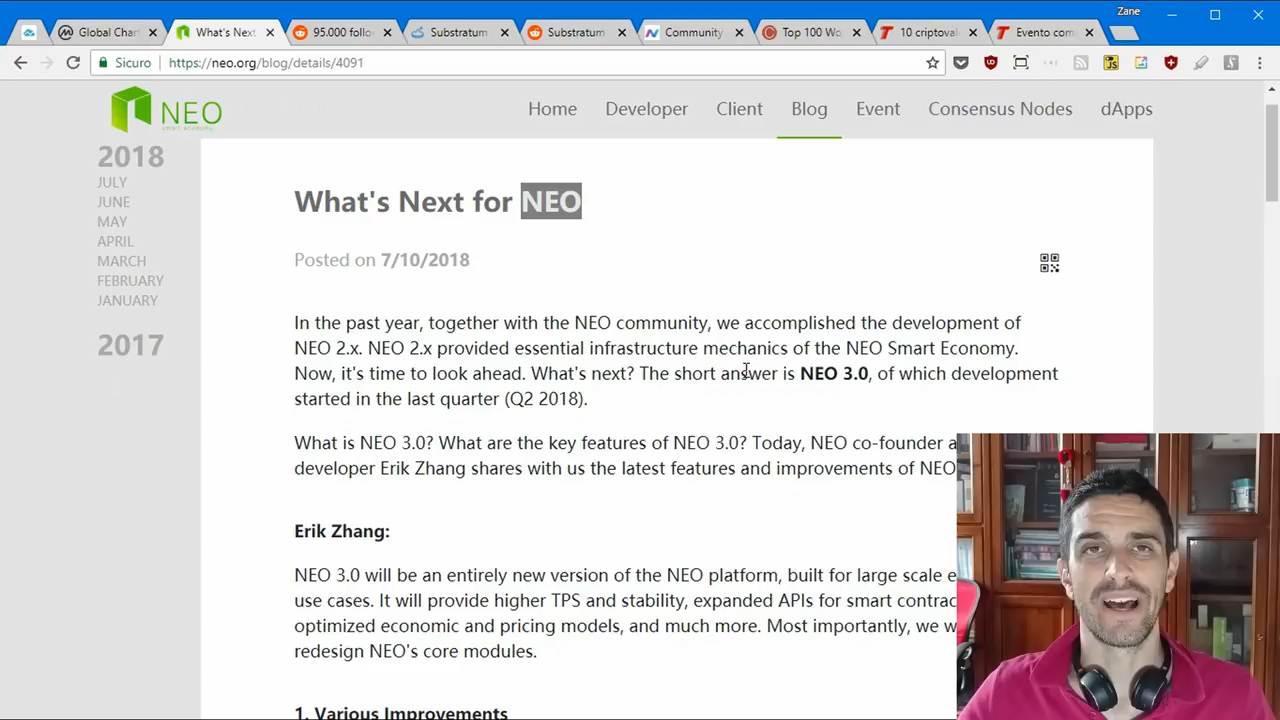 Zane
Global Char
What's Next
95.000 follo
Substratum
Substratum
Community
Top 100 Wo
10 criptoval
Evento com
Sicuro
https://neo.org/blog/details/4091
NEO
smart economy
Home
Developer
Client
Blog
Event
Consensus Nodes
dApps
2018
JULY
JUNE
MAY
APRIL
MARCH
FEBRUARY
JANUARY
2017
What's Next for NEO
Posted on 7/10/2018
In the past year, together with the NEO community, we accomplished the development of
NEO 2.x. NEO 2.x provided essential infrastructure mechanics of the NEO Smart Economy.
Now, it's time to look ahead. What's next? The short answer is NEO 3.0, of which development
started in the last quarter (Q2 2018).
What is NEO 3.0? What are the key features of NEO 3.0? Today, NEO co-founder a
developer Erik Zhang shares with us the latest features and improvements of NEO
Erik Zhang:
NEO 3.0 will be an entirely new version of the NEO platform, built for large scale e
use cases. It will provide higher TPS and stability, expanded APIs for smart contrac
optimized economic and pricing models, and much more. Most importantly, we w
redesign NEO's core modules.
1. Various Improvements